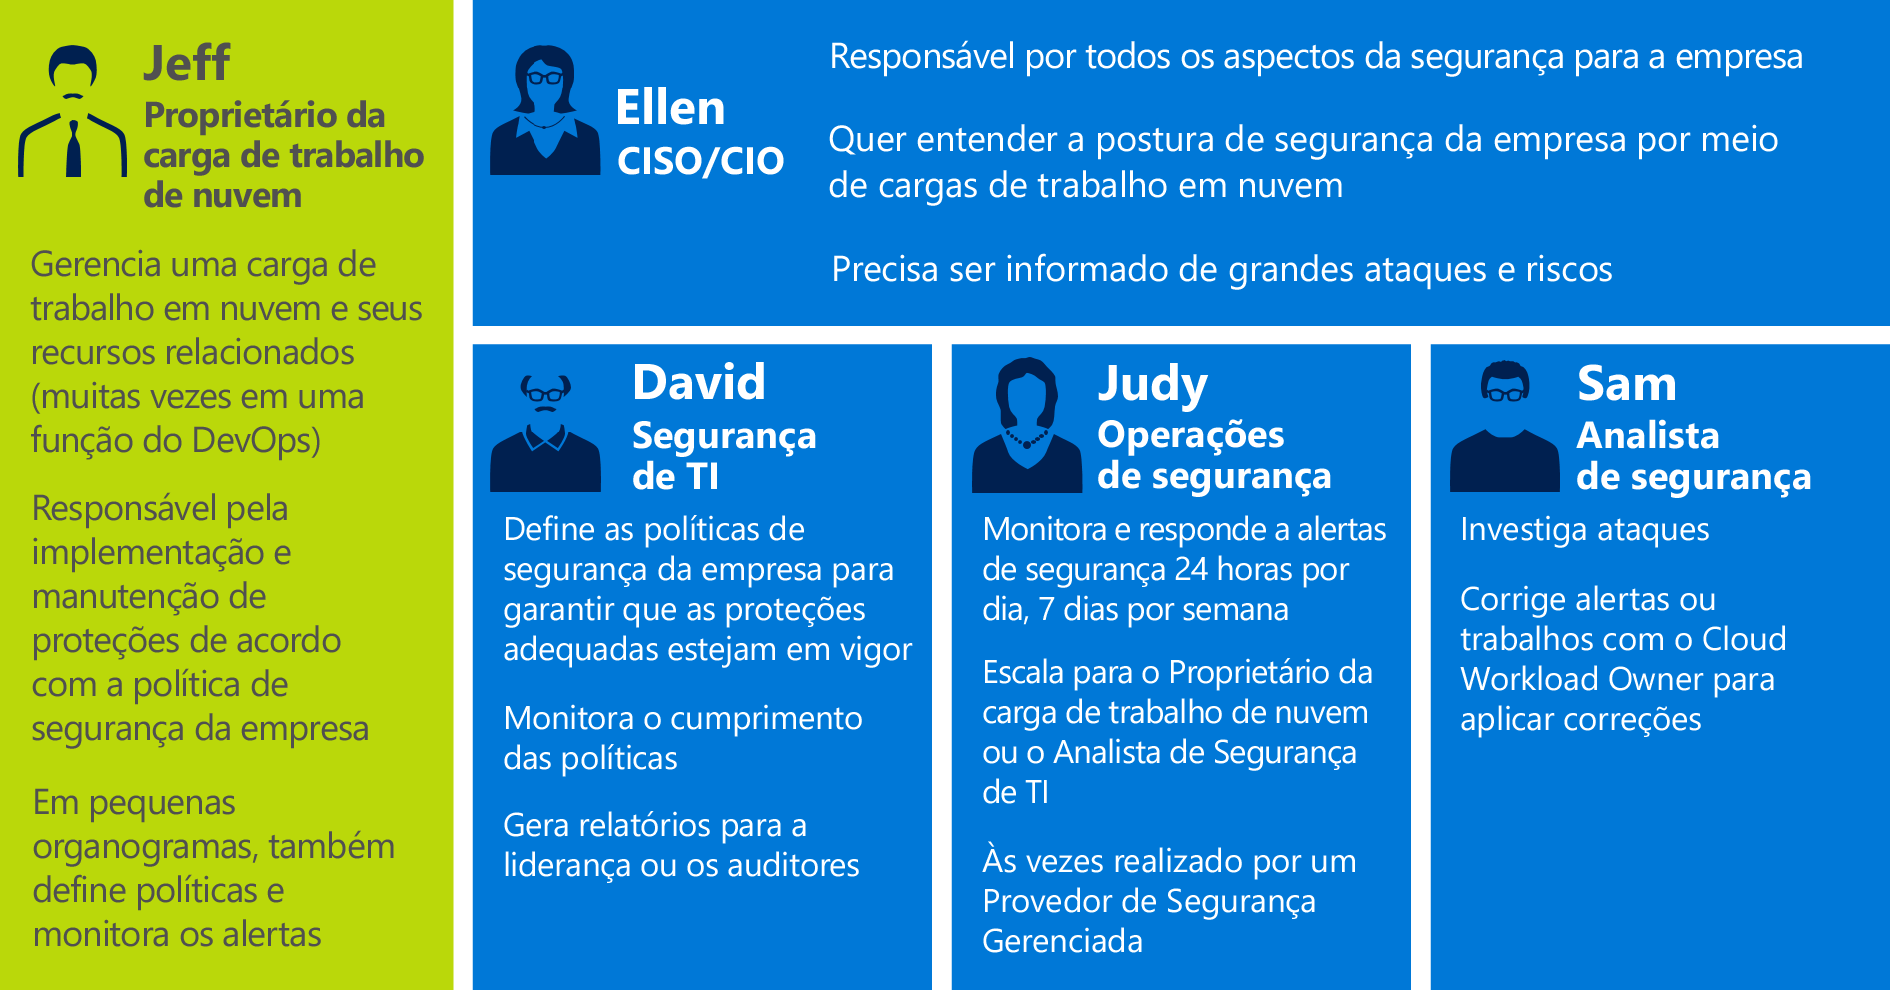 Jeff
Proprietário da
carga de trabalho
de nuvem
Gerencia uma carga de
trabalho em nuvem e seus
recursos relacionados
(muitas vezes em uma
função do DevOps)
Responsável pela
implementação e
manutenção de
proteções de acordo
com a política de
segurança da empresa
Em pequenas
organogramas, também
define políticas e
monitora os alertas
Ellen
CISO/CIO
Responsável por todos os aspectos da segurança para a empresa
Quer entender a postura de segurança da empresa por meio
de cargas de trabalho em nuvem
Precisa ser informado de grandes ataques e riscos
David
Segurança
de TI
Define as políticas de
segurança da empresa para
garantir que as proteções
adequadas estejam em vigor
Monitora o cumprimento
das políticas
Gera relatórios para a
liderança ou os auditores
Judy
Operações
de segurança
Monitora e responde a alertas
de segurança 24 horas por
dia, 7 dias por semana
Escala para o Proprietário da
carga de trabalho de nuvem
ou o Analista de Segurança
de TI
Às vezes realizado por um
Provedor de Segurança
Gerenciada
Sam
Analista
de segurança
Investiga ataques
Corrige alertas ou
trabalhos com o Cloud
Workload Owner para
aplicar correções